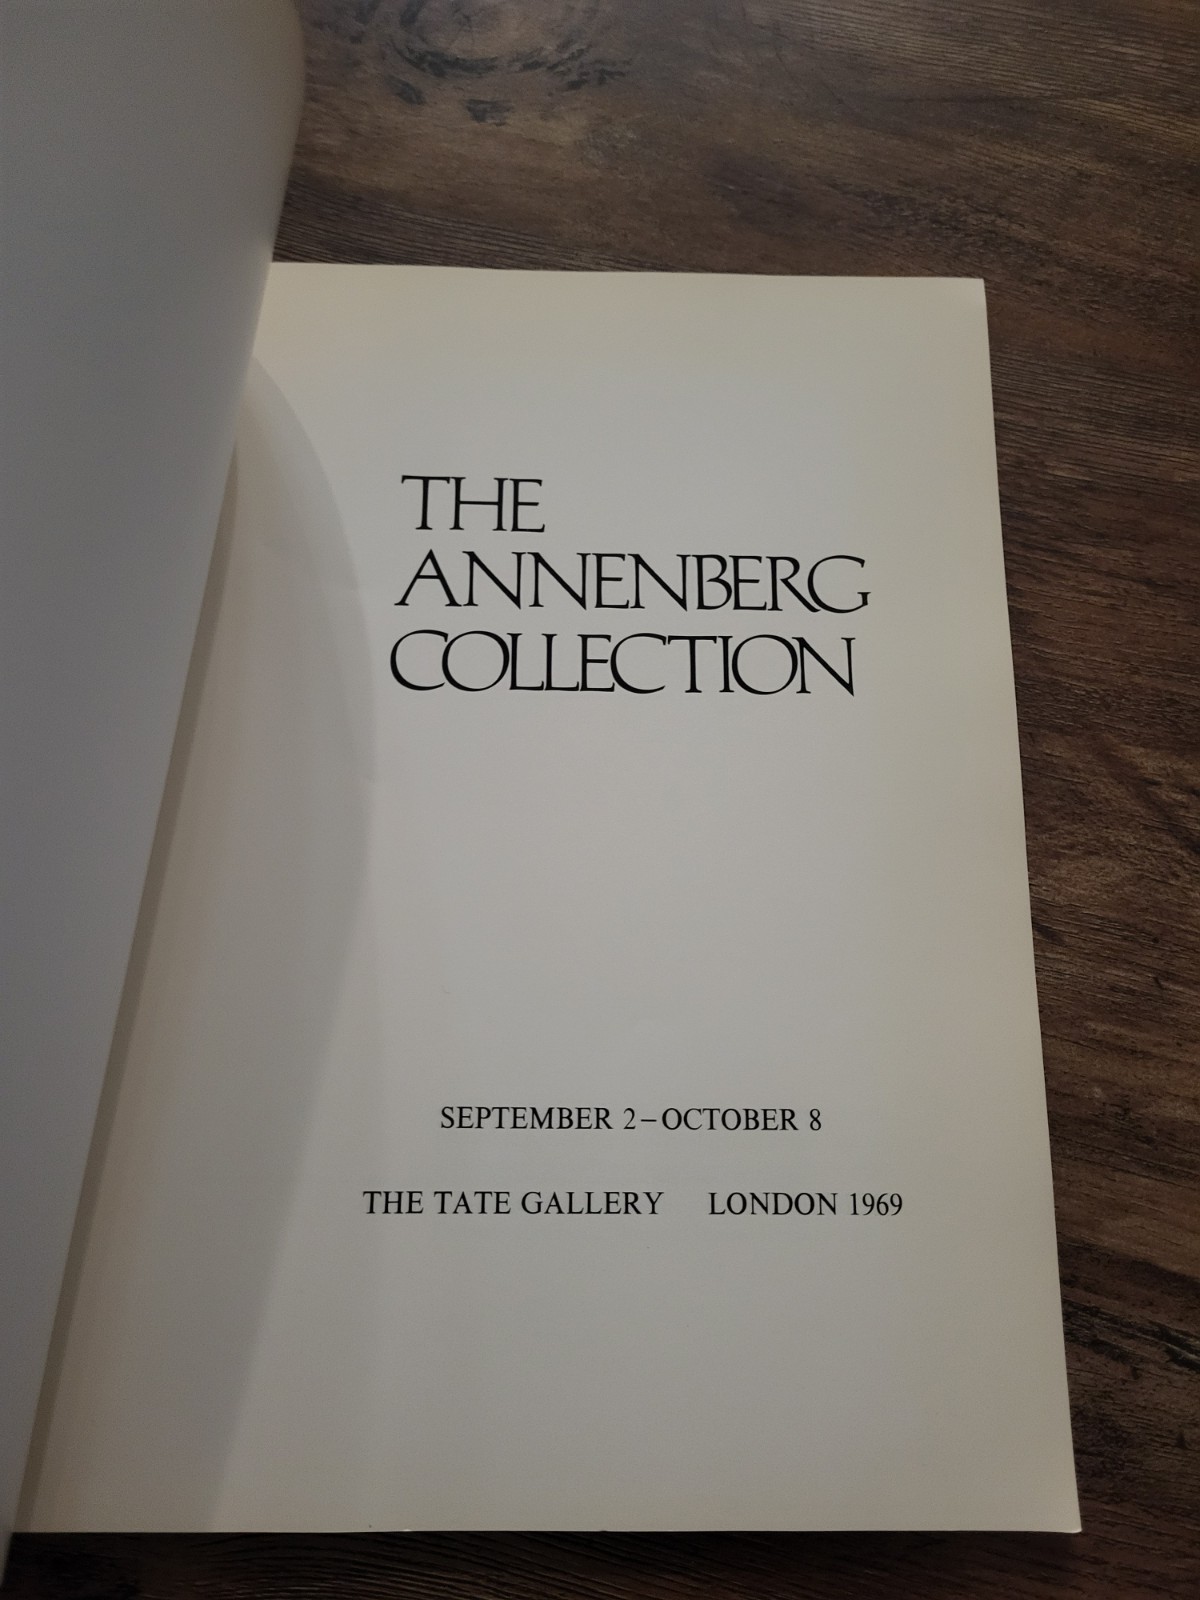 THE
ANNENBERG
COLLECTION
SEPTEMBER 2–OCTOBER 8
THE TATE GALLERY LONDON 1969